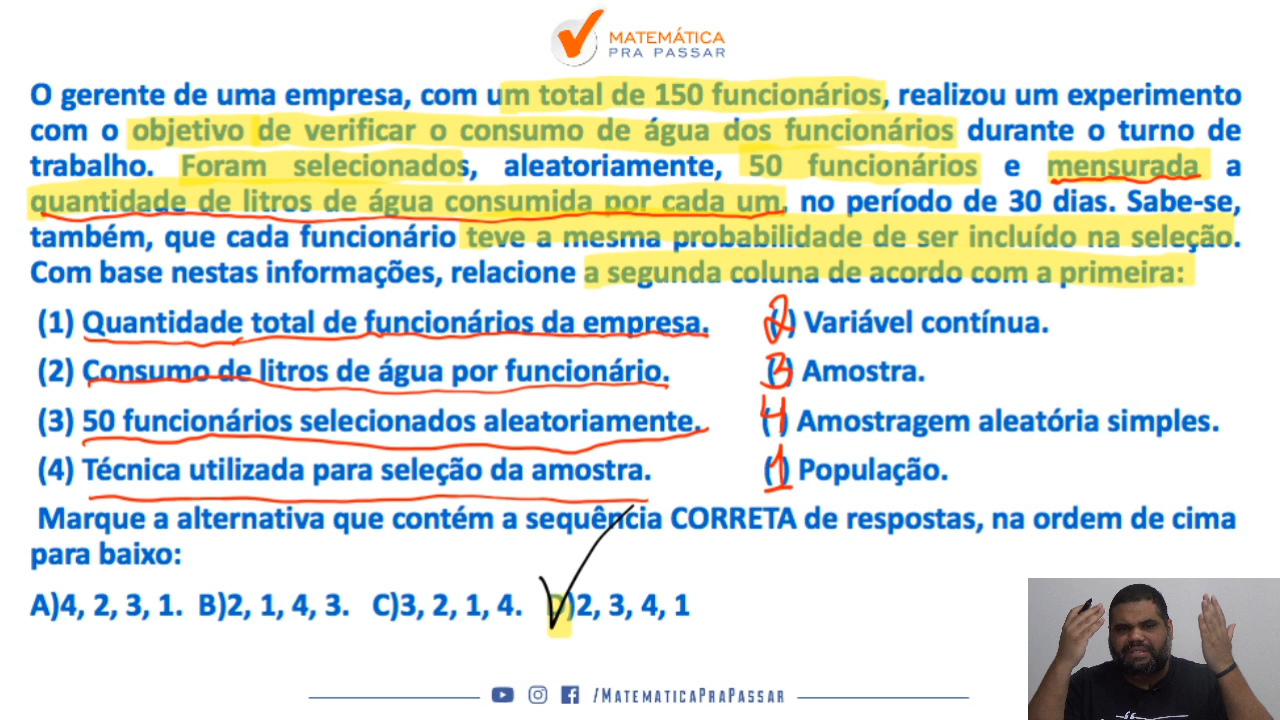 MATEMÁTICA
PRA PASSAR
O gerente de uma empresa, com um total de 150 funcionários, realizou um experimento
com o objetivo de verificar o consumo de água dos funcionários durante o turno de
trabalho. Foram selecionados, aleatoriamente, 50 funcionários e mensurada a
quantidade de litros de água consumida por cada um, no período de 30 dias. Sabe-se,
também, que cada funcionário teve a mesma probabilidade de ser incluído na seleção.
Com base nestas informações, relacione a segunda coluna de acordo com a primeira:
(1) Quantidade total de funcionários da empresa. (2) Variável contínua.
(2) Consumo de litros de água por funcionário. (3) Amostra.
(3) 50 funcionários selecionados aleatoriamente. (4) Amostragem aleatória simples.
(4) Técnica utilizada para seleção da amostra. (1) População.
Marque a alternativa que contém a sequência CORRETA de respostas, na ordem de cima
para baixo:
A)4, 2, 3, 1. B)2, 1, 4, 3. C)3, 2, 1, 4. D)2, 3, 4, 1
/MATEMATICAPRAPASSAR